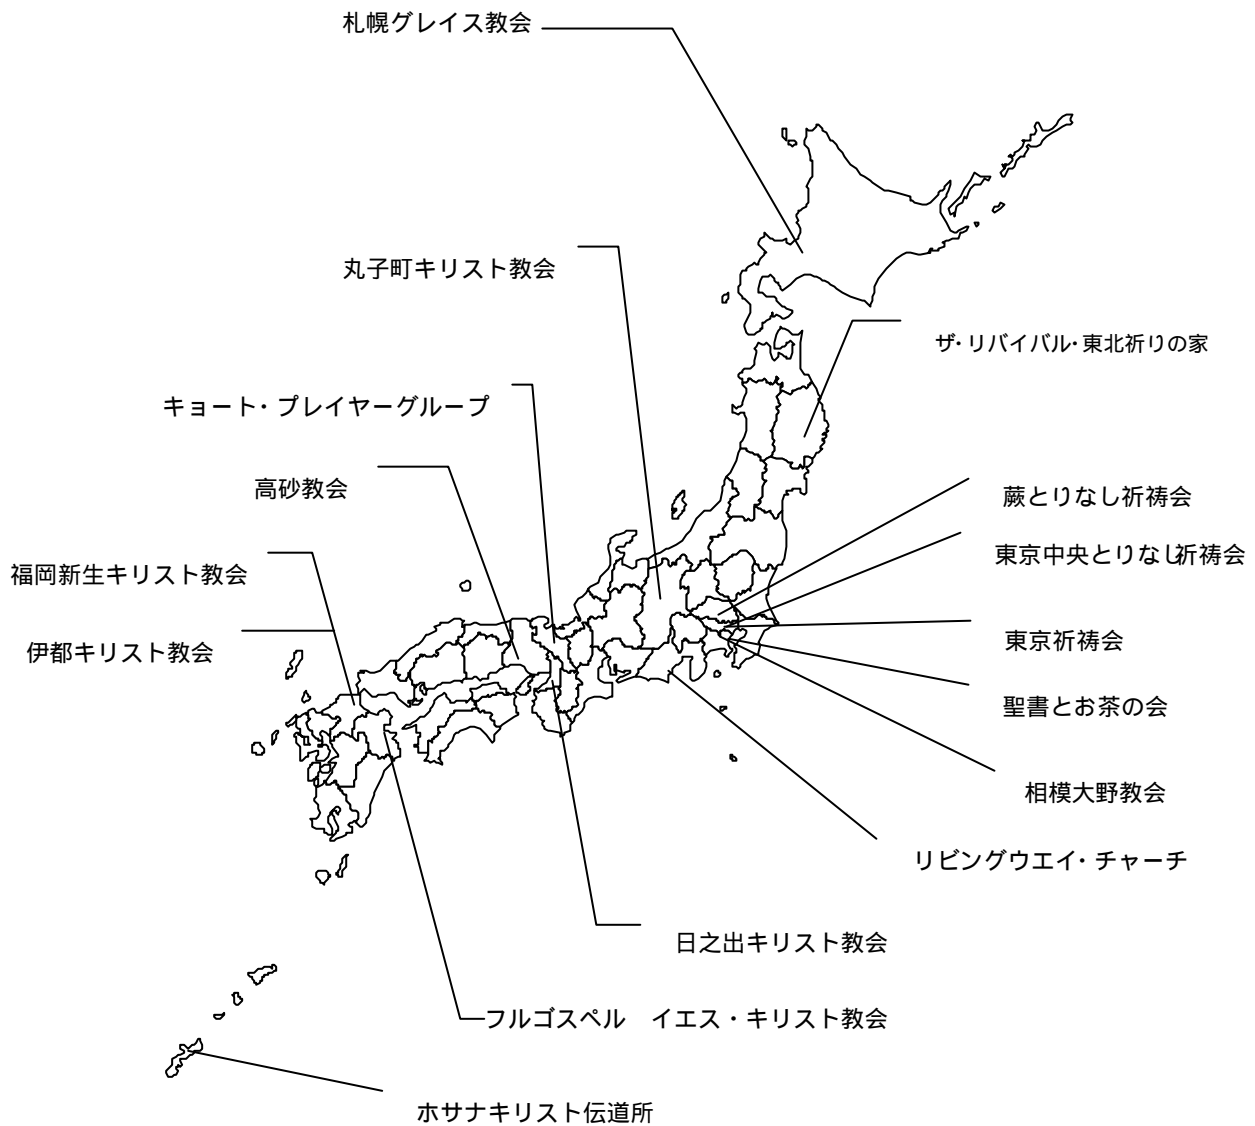 札幌グレイス教会
丸子町キリスト教会
ザ・リバイバル・東北祈りの家
キョート・プレイヤーグループ
高砂教会
蕨とりなし祈祷会
東京中央とりなし祈祷会
福岡新生キリスト教会
東京祈祷会
伊都キリスト教会
聖書とお茶の会
相模大野教会
リビングウエイ・チャーチ
日之出キリスト教会
フルゴスペル　イエス・キリスト教会
ホサナキリスト伝道所